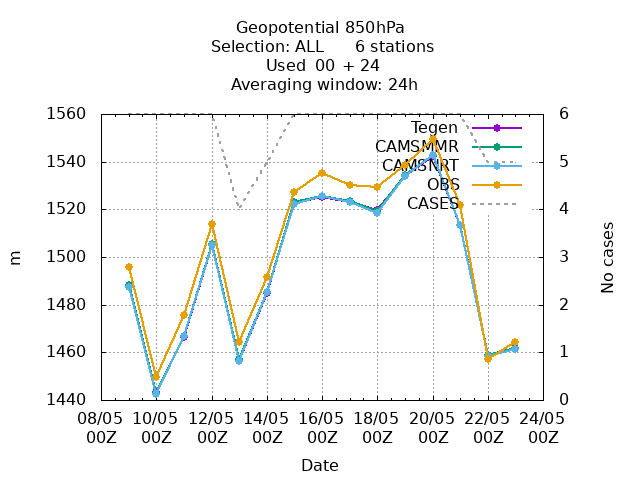 Geopotential 850hPa
Selection: ALL 6 stations
Used 00 + 24
Averaging window: 24h
1560 6
Tegen
CAMSMMR
1540 5
CAMSNRT
OBS
CASES
1520 4
1500 3
m
No cases
1480 2
1460 1
1440 0
08/05 10/05 12/05 14/05 16/05 18/05 20/05 22/05 24/05
00Z 00Z 00Z 00Z 00Z 00Z 00Z 00Z 00Z
Date